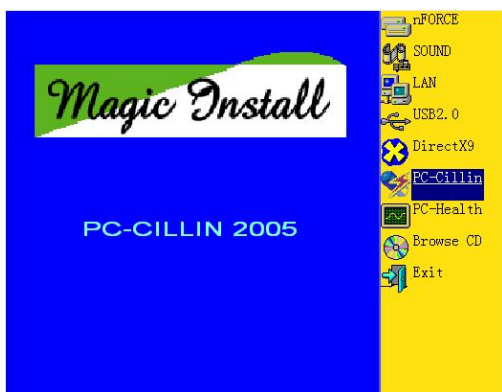 Magic Install
PC-CILLIN 2005
nFORCE
SOUND
LAN
USB2.0
DirectX9
PC-Cillin
PC-Health
Browse CD
Exit